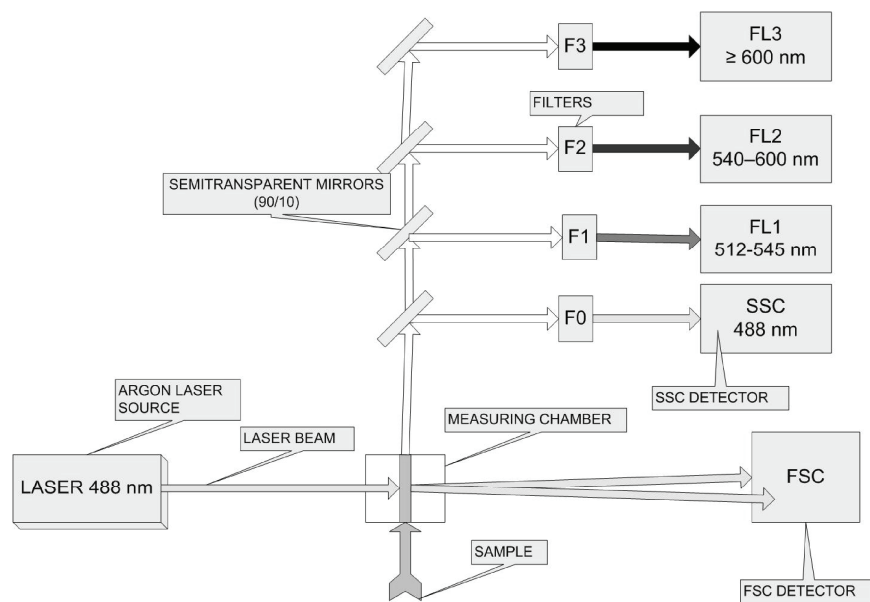 F3
FL3
≥ 600 nm
FILTERS
F2
FL2
540–600 nm
SEMITRANSPARENT MIRRORS
(90/10)
F1
FL1
512-545 nm
F0
SSC
488 nm
ARGON LASER
SOURCE
SSC DETECTOR
MEASURING CHAMBER
LASER BEAM
LASER 488 nm
FSC
SAMPLE
FSC DETECTOR